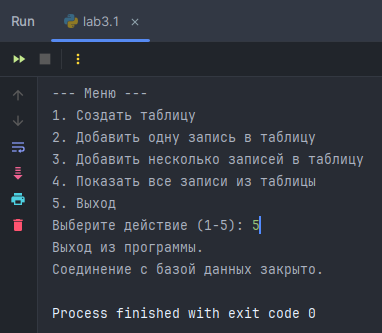 Run
lab3.1
--- Меню ---
1. Создать таблицу
2. Добавить одну запись в таблицу
3. Добавить несколько записей в таблицу
4. Показать все записи из таблицы
5. Выход
Выберите действие (1-5): 5
Выход из программы.
Соединение с базой данных закрыто.
Process finished with exit code 0